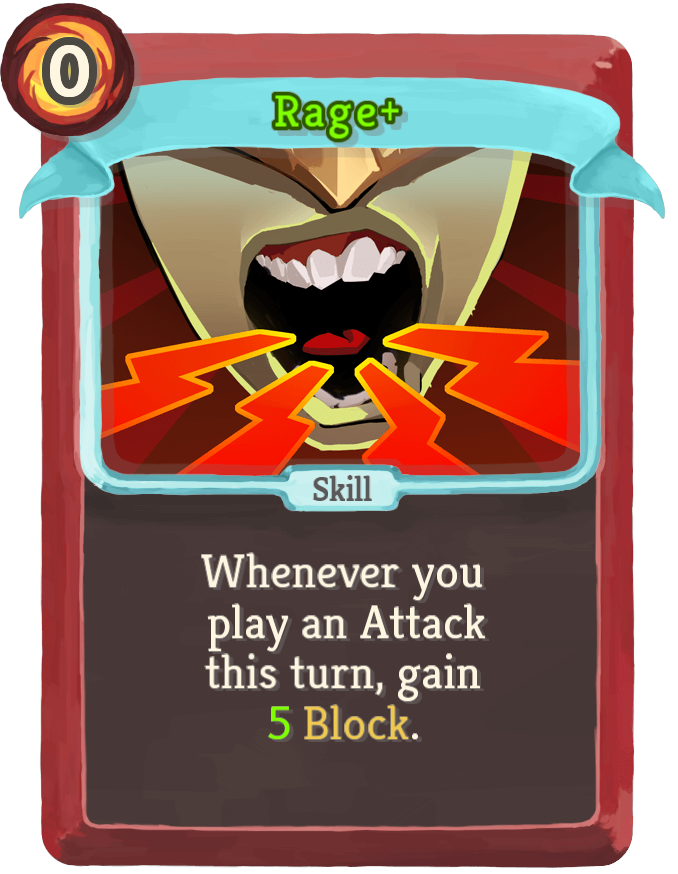 0
Rage+
Skill
Whenever you
play an Attack
this turn, gain
5 Block.